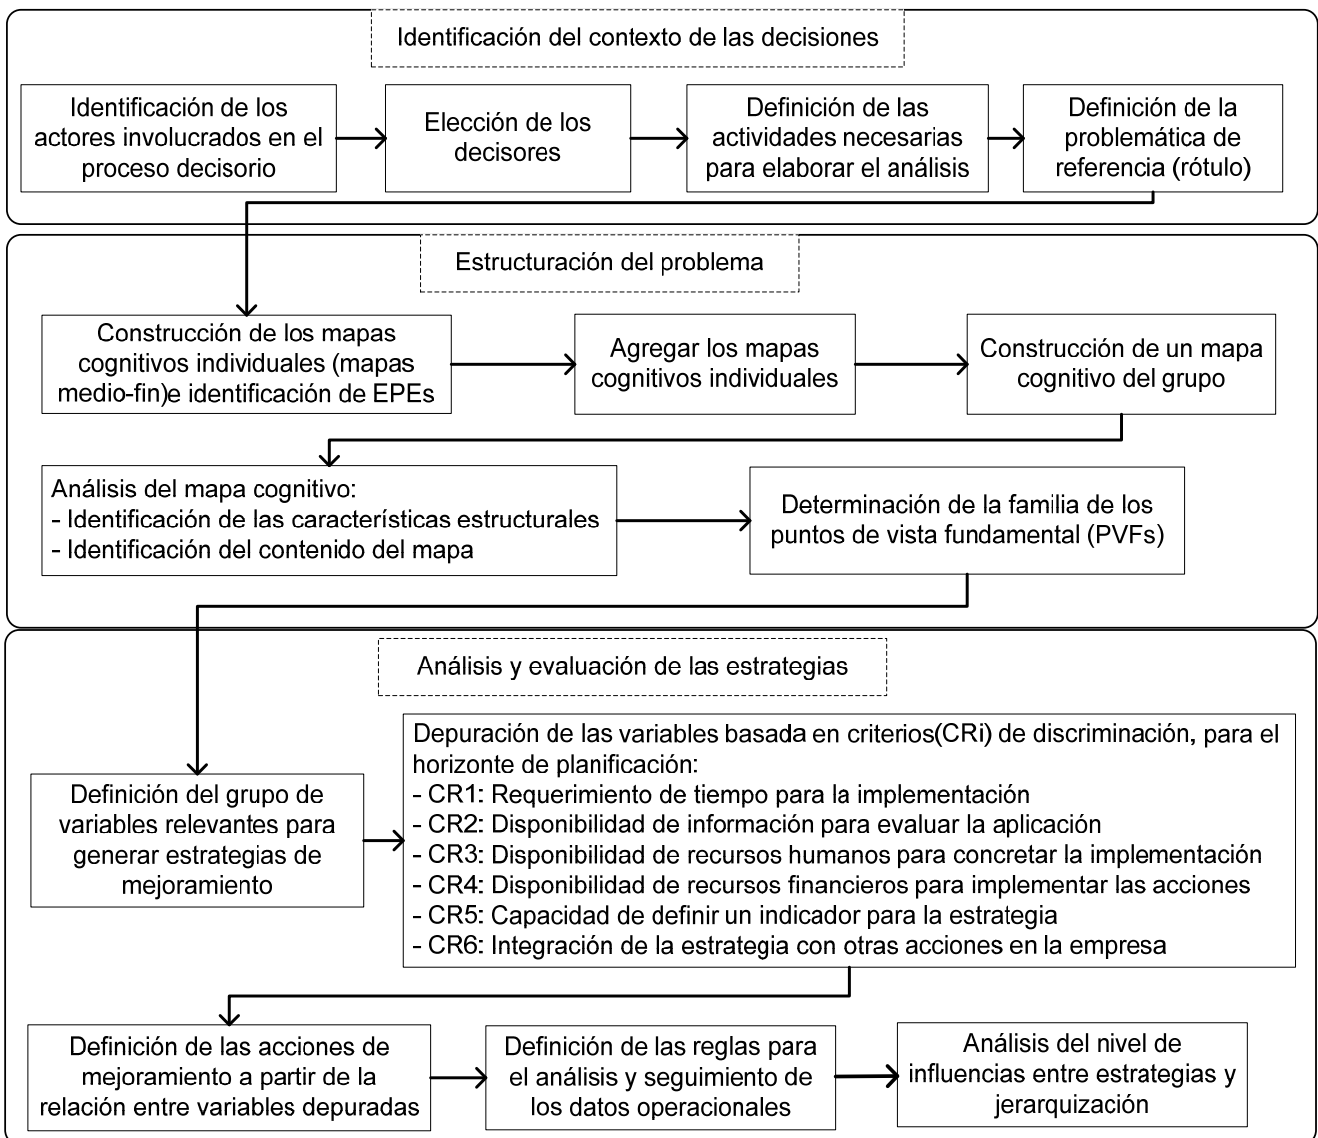 Identificación del contexto de las decisiones
Identificación de los
actores involucrados en el
proceso decisorio
Elección de los
decisores
Definición de las
actividades necesarias
para elaborar el análisis
Definición de la
problemática de
referencia (rótulo)
Estructuración del problema
Construcción de los mapas
cognitivos individuales (mapas
medio-fin)e identificación de EPEs
Agregar los mapas
cognitivos individuales
Construcción de un mapa
cognitivo del grupo
Análisis del mapa cognitivo:
- Identificación de las características estructurales
- Identificación del contenido del mapa
Determinación de la familia de los
puntos de vista fundamental (PVFs)
Análisis y evaluación de las estrategias
Definición del grupo de
variables relevantes para
generar estrategias de
mejoramiento
Depuración de las variables basada en criterios(CRi) de discriminación, para el
horizonte de planificación:
- CR1: Requerimiento de tiempo para la implementación
- CR2: Disponibilidad de información para evaluar la aplicación
- CR3: Disponibilidad de recursos humanos para concretar la implementación
- CR4: Disponibilidad de recursos financieros para implementar las acciones
- CR5: Capacidad de definir un indicador para la estrategia
- CR6: Integración de la estrategia con otras acciones en la empresa
Definición de las acciones de
mejoramiento a partir de la
relación entre variables depuradas
Definición de las reglas para
el análisis y seguimiento de
los datos operacionales
Análisis del nivel de
influencias entre estrategias y
jerarquización